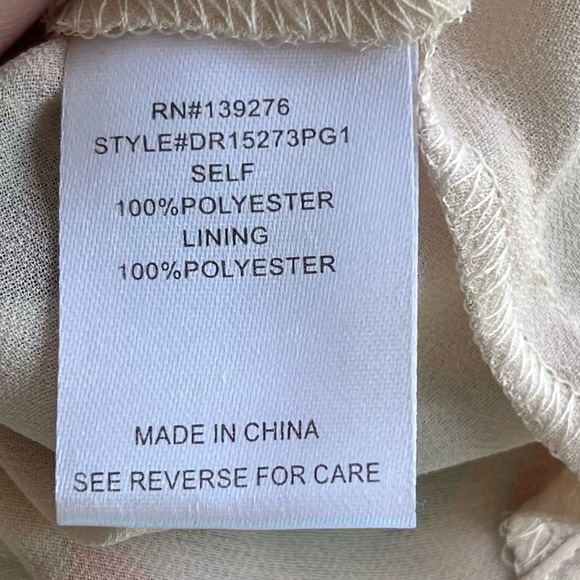 RN#139276
STYLE#DR15273PG1
SELF
100%POLYESTER
LINING
100%POLYESTER
MADE IN CHINA
SEE REVERSE FOR CARE